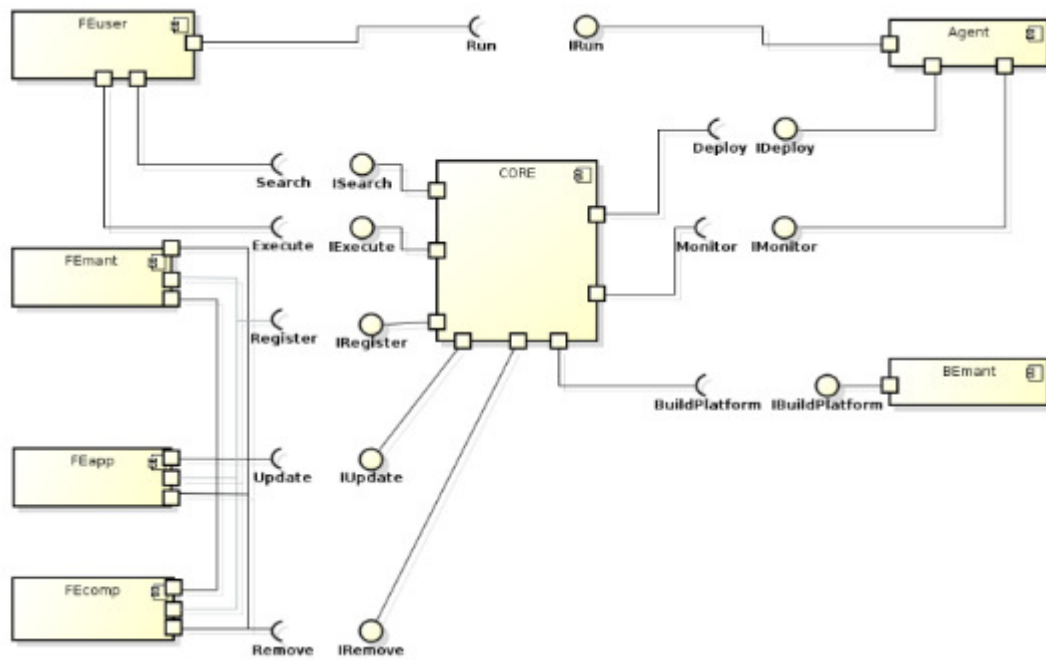 FEuser
Agent
Run
IRun
Deploy
IDeploy
CORE
Search
ISearch
Execute
IExecute
Monitor
IMonitor
FEmant
Register
IRegister
BEmant
BuildPlatform
IBuildPlatform
FEapp
Update
IUpdate
FEcomp
Remove
IRemove